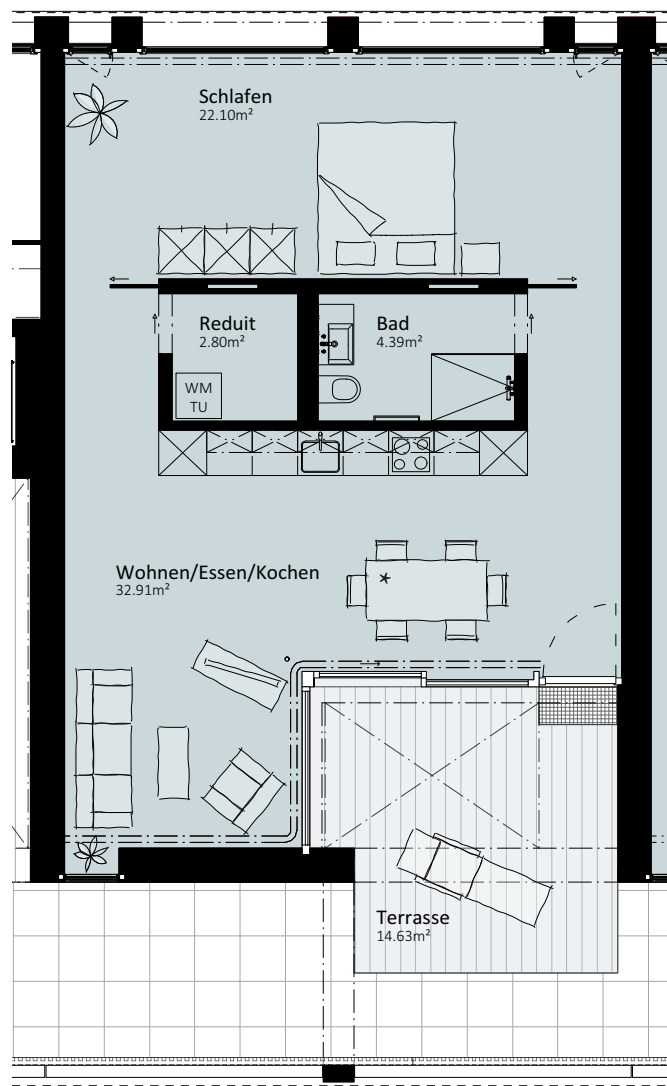 Schlafen
22.10m²
Reduit
2.80m²
Bad
4.39m²
WM
TU
Wohnen/Essen/Kochen
32.91m²
Terrasse
14.63m²